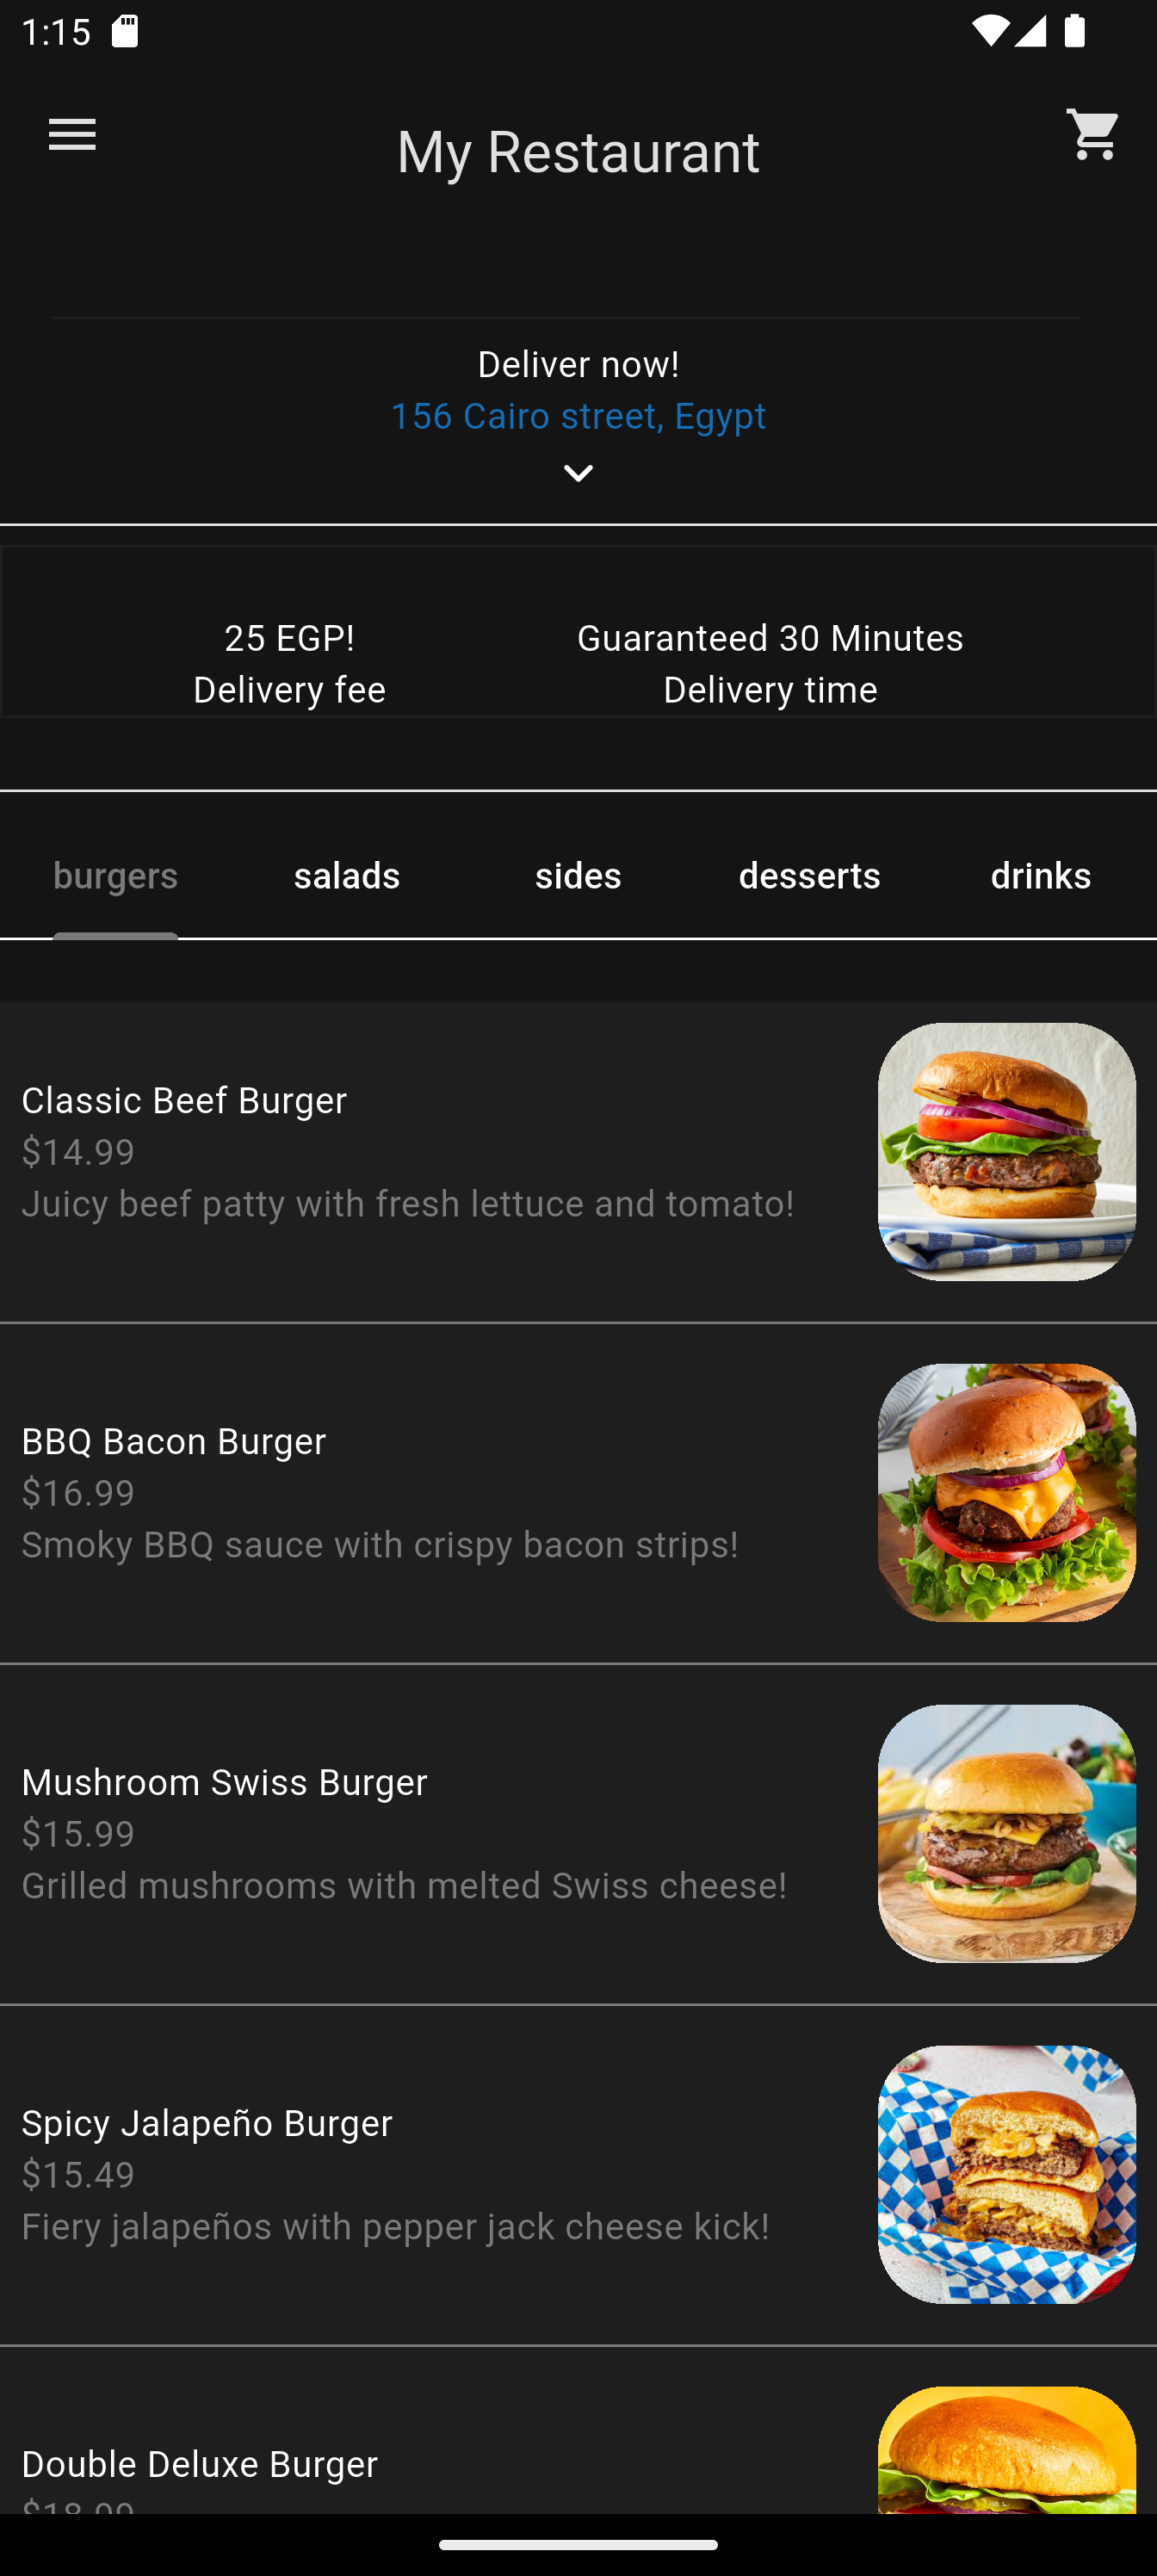 1:15
My Restaurant
Deliver now!
156 Cairo street, Egypt
25 EGP!
Delivery fee
Guaranteed 30 Minutes
Delivery time
burgers
salads
sides
desserts
drinks
Classic Beef Burger
$14.99
Juicy beef patty with fresh lettuce and tomato!
BBQ Bacon Burger
$16.99
Smoky BBQ sauce with crispy bacon strips!
Mushroom Swiss Burger
$15.99
Grilled mushrooms with melted Swiss cheese!
Spicy Jalapeño Burger
$15.49
Fiery jalapeños with pepper jack cheese kick!
Double Deluxe Burger
$18.99